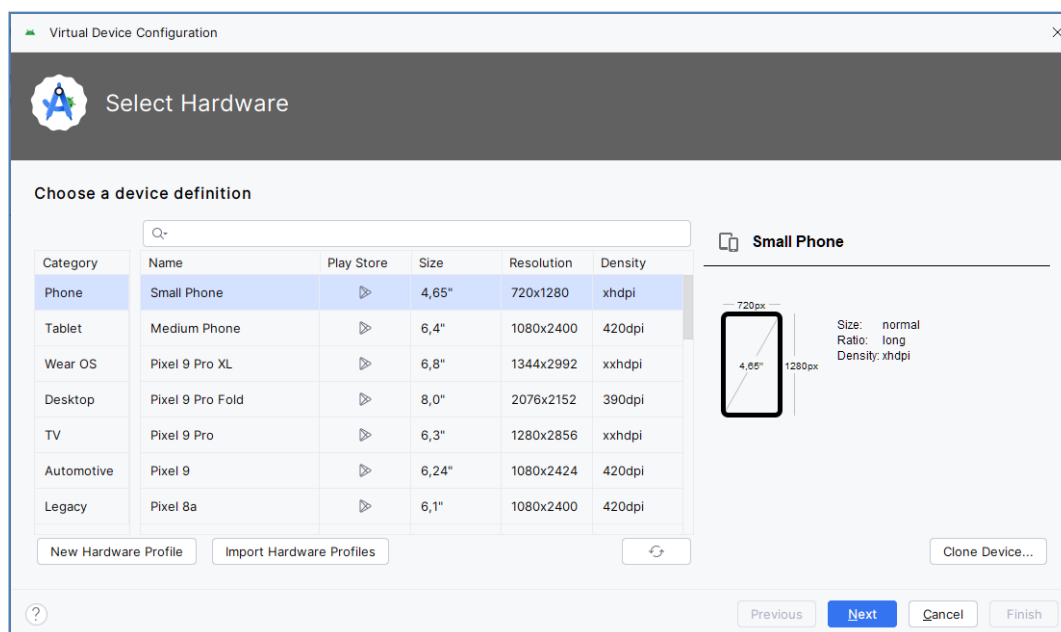 Virtual Device Configuration
Select Hardware
Choose a device definition
Category
Phone
Tablet
Wear OS
Desktop
TV
Automotive
Legacy
Name Play Store Size Resolution Density
Small Phone 4,65" 720x1280 xhdpi
Medium Phone 6,4" 1080x2400 420dpi
Pixel 9 Pro XL 6,8" 1344x2992 xxhdpi
Pixel 9 Pro Fold 8,0" 2076x2152 390dpi
Pixel 9 Pro 6,3" 1280x2856 xxhdpi
Pixel 9 6,24" 1080x2424 420dpi
Pixel 8a 6,1" 1080x2400 420dpi
Small Phone
720px
4,65"
1280px
Size: normal
Ratio: long
Density: xhdpi
New Hardware Profile
Import Hardware Profiles
Clone Device...
?
Previous
Next
Cancel
Finish